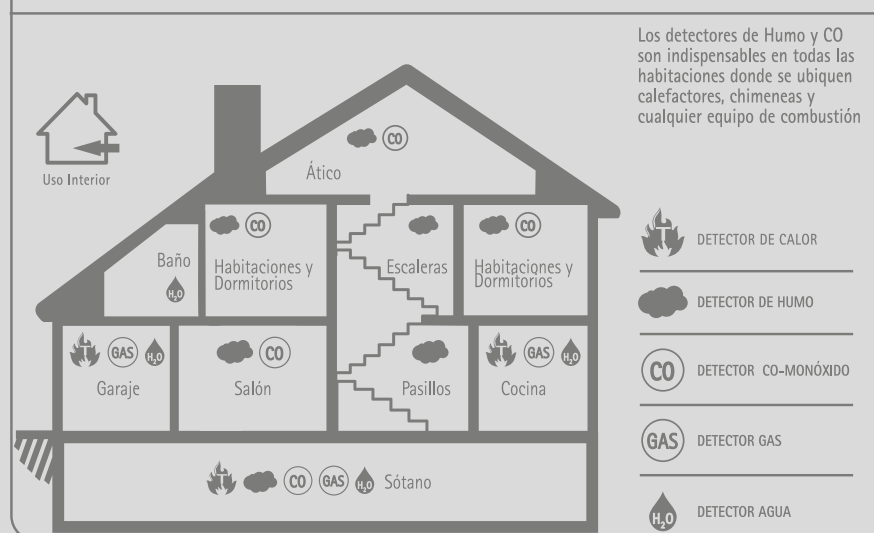 Los detectores de Humo y CO
son indispensables en todas las
habitaciones donde se ubiquen
calefactores, chimeneas y
cualquier equipo de combustión
Uso Interior
CO
Ático
CO
Habitaciones y
Dormitorios
Escaleras
CO
Habitaciones y
Dormitorios
Baño
H₂O
GAS
H₂O
Garaje
CO
Salón
Pasillos
GAS
H₂O
Cocina
CO
GAS
H₂O
Sótano
DETECTOR DE CALOR
DETECTOR DE HUMO
CO
DETECTOR CO-MONÓXIDO
GAS
DETECTOR GAS
H₂O
DETECTOR AGUA